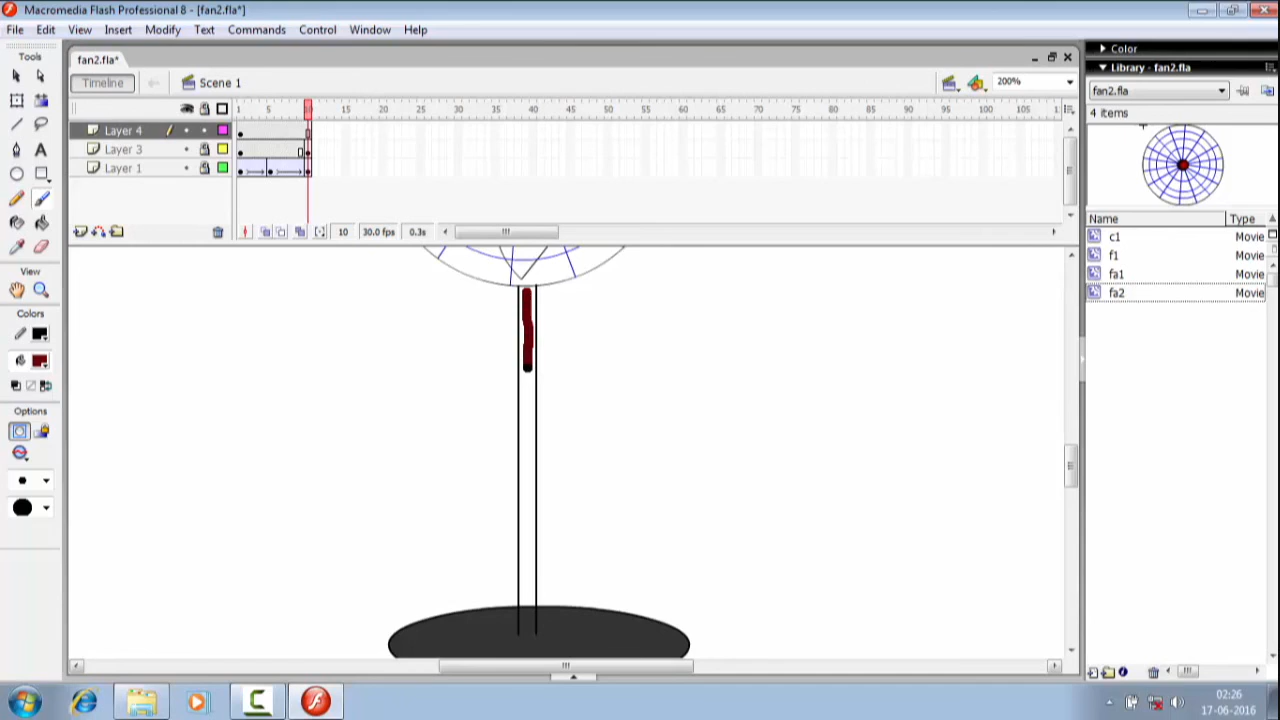 Macromedia Flash Professional 8 - [fan2.fla*]
File Edit View Insert Modify Text Commands Control Window Help
Tools
View
Colors
Options
fan2.fla*
Timeline
Scene 1
200%
1 5 10 15 20 25 30 35 40 45 50 55 60 65 70 75 80 85 90 95 100 105
Layer 4
Layer 3
Layer 1
10 30.0 fps 0.3s
Color
Library - fan2.fla
fan2.fla
4 items
Name Type
c1 Movie
f1 Movie
fa1 Movie
fa2 Movie
02:26
17-06-2016